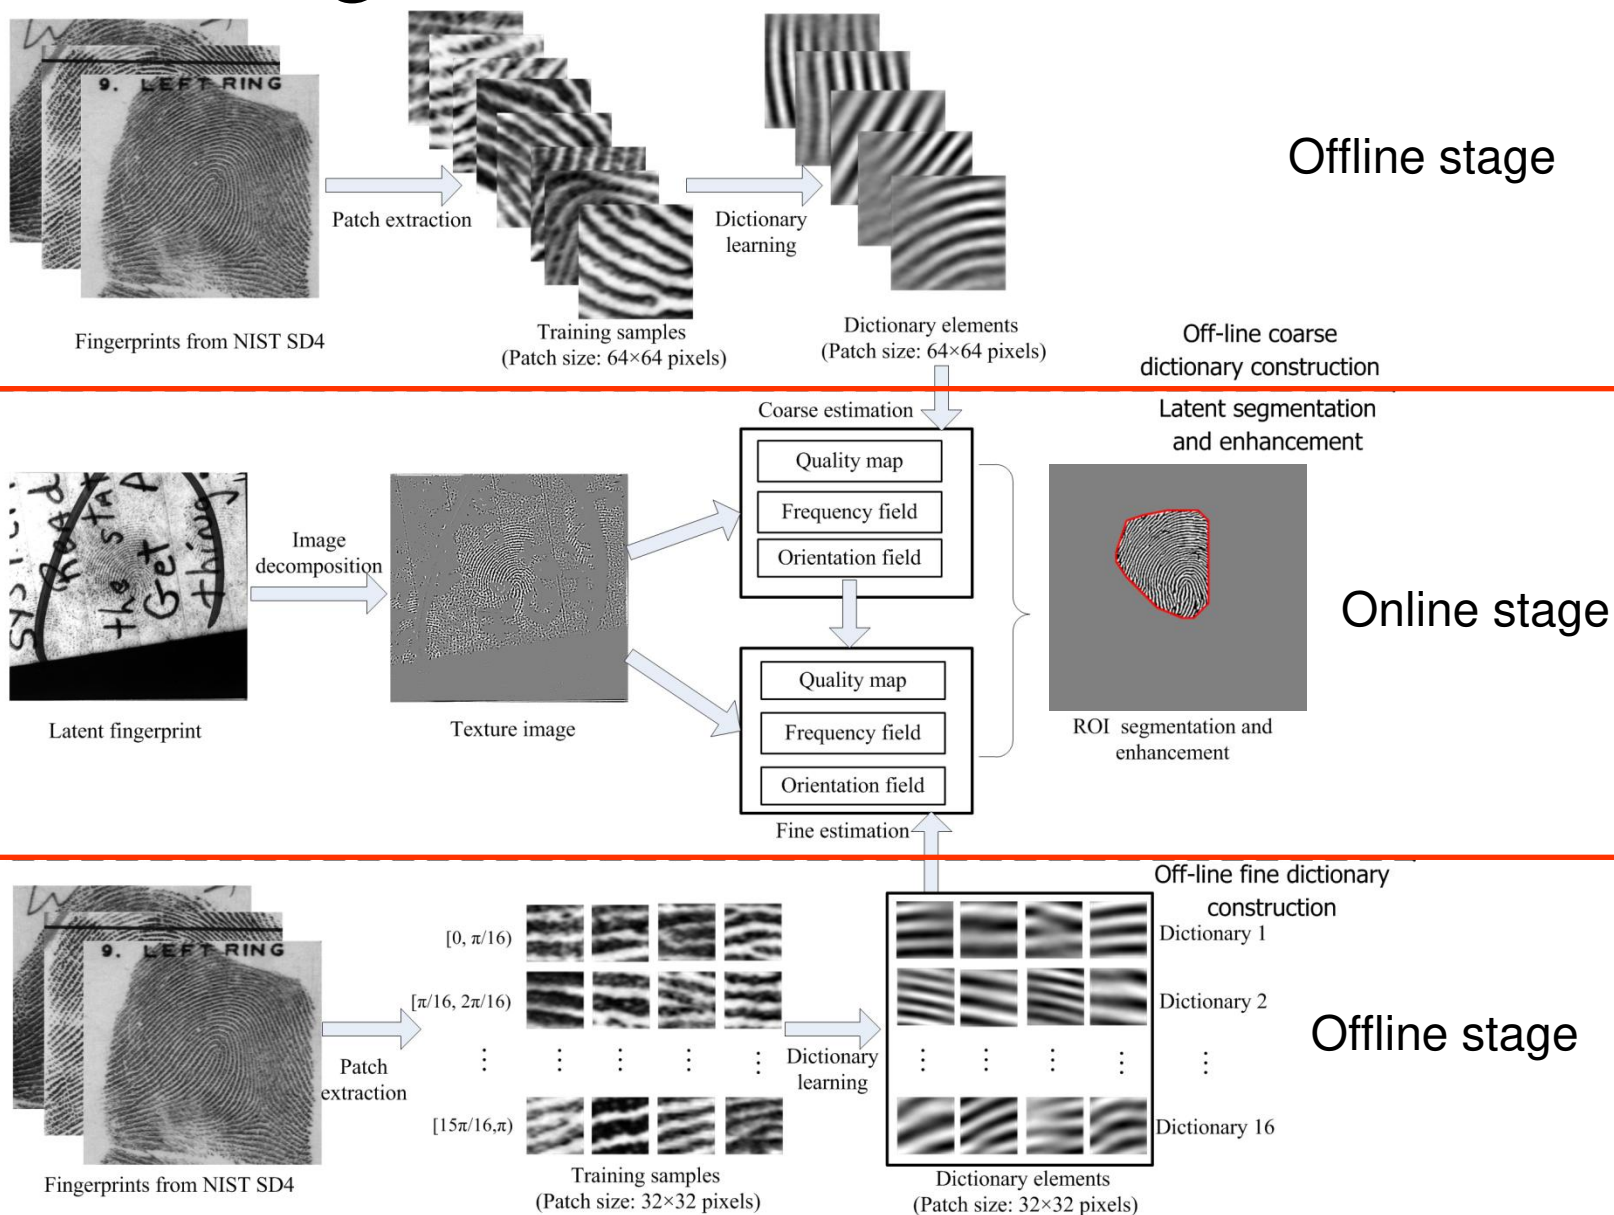 9. LEFT RING
Patch extraction
Dictionary
learning
Offline stage
Fingerprints from NIST SD4
Training samples
(Patch size: 64×64 pixels)
Dictionary elements
(Patch size: 64×64 pixels)
Off-line coarse
dictionary construction
Coarse estimation
Latent segmentation
and enhancement
Quality map
Frequency field
Orientation field
Image
decomposition
the
Get
thing
Online stage
Quality map
Frequency field
Orientation field
Latent fingerprint
Texture image
ROI segmentation and
enhancement
Fine estimation
Off-line fine dictionary
construction
9. LEFT RING
[0, π/16)
Dictionary 1
[π/16, 2π/16)
Dictionary 2
Offline stage
Patch
extraction
Dictionary
learning
[15π/16,π)
Dictionary 16
Fingerprints from NIST SD4
Training samples
(Patch size: 32×32 pixels)
Dictionary elements
(Patch size: 32×32 pixels)